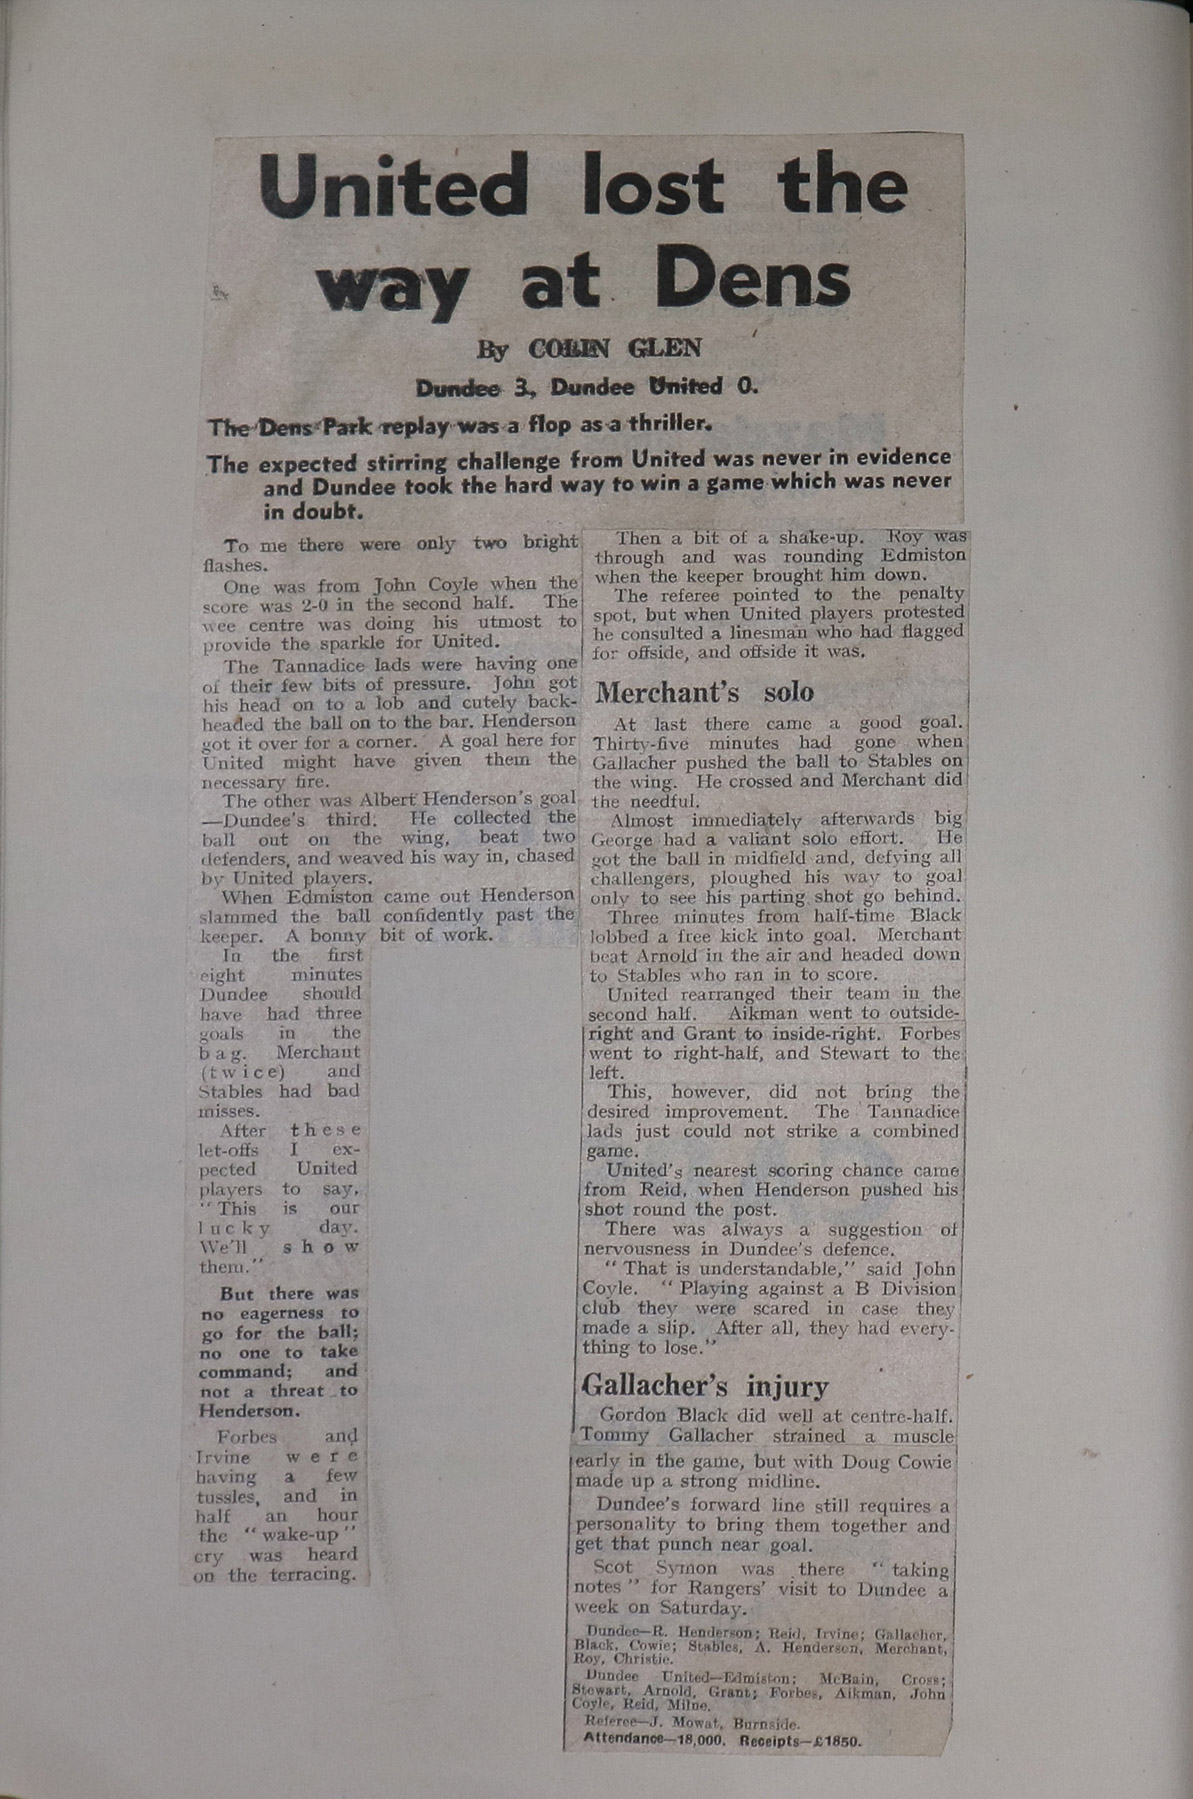 United lost the
way at Dens
By COLIN GLEN
Dundee 3, Dundee United 0.
The Dens Park replay was a flop as a thriller.
The expected stirring challenge from United was never in evidence
and Dundee took the hard way to win a game which was never
in doubt.
To me there were only two bright
flashes.
One was from John Coyle when the
score was 2-0 in the second half. The
wee centre was doing his utmost to
provide the sparkle for United.
The Tannadice lads were having one
of their few bits of pressure. John got
his head on to a lob and cutely back-
headed the ball on to the bar. Henderson
got it over for a corner. A goal here for
United might have given them the
necessary fire.
The other was Albert Henderson's goal
—Dundee's third. He collected the
ball out on the wing, beat two
defenders, and weaved his way in, chased
by United players.
When Edmiston came out Henderson
slammed the ball confidently past the
keeper. A bonny bit of work.
In the first
eight minutes
Dundee should
have had three
goals in the
bag. Merchant
(twice) and
Stables had bad
misses.
After these
let-offs I ex-
pected United
players to say,
"This is our
lucky day.
We'll show
them."
But there was
no eagerness to
go for the ball;
no one to take
command; and
not a threat to
Henderson.
Forbes and
Irvine were
having a few
tussles, and in
half an hour
the "wake-up"
cry was heard
on the terracing.
Then a bit of a shake-up. Roy was
through and was rounding Edmiston
when the keeper brought him down.
The referee pointed to the penalty
spot, but when United players protested
he consulted a linesman who had flagged
for offside, and offside it was.
Merchant's solo
At last there came a good goal.
Thirty-five minutes had gone when
Gallacher pushed the ball to Stables on
the wing. He crossed and Merchant did
the needful.
Almost immediately afterwards big
George had a valiant solo effort. He
got the ball in midfield and, defying all
challengers, ploughed his way to goal
only to see his parting shot go behind.
Three minutes from half-time Black
lobbed a free kick into goal. Merchant
beat Arnold in the air and headed down
to Stables who ran in to score.
United rearranged their team in the
second half. Aikman went to outside-
right and Grant to inside-right. Forbes
went to right-half, and Stewart to the
left.
This, however, did not bring the
desired improvement. The Tannadice
lads just could not strike a combined
game.
United's nearest scoring chance came
from Reid, when Henderson pushed his
shot round the post.
There was always a suggestion of
nervousness in Dundee's defence.
"That is understandable," said John
Coyle. "Playing against a B Division
club they were scared in case they
made a slip. After all, they had every-
thing to lose."
Gallacher's injury
Gordon Black did well at centre-half.
Tommy Gallacher strained a muscle
early in the game, but with Doug Cowie
made up a strong midline.
Dundee's forward line still requires a
personality to bring them together and
get that punch near goal.
Scot Symon was there "taking
notes" for Rangers' visit to Dundee a
week on Saturday.
Dundee—R. Henderson; Reid, Irvine; Gallacher,
Black, Cowie; Stables, A. Henderson, Merchant,
Roy, Christie.
Dundee United—Edmiston; McBain, Cross;
Stewart, Arnold, Grant; Forbes, Aikman, John
Coyle, Reid, Milne.
Referee—J. Mowat, Burnside.
Attendance—18,000. Receipts—£1850.